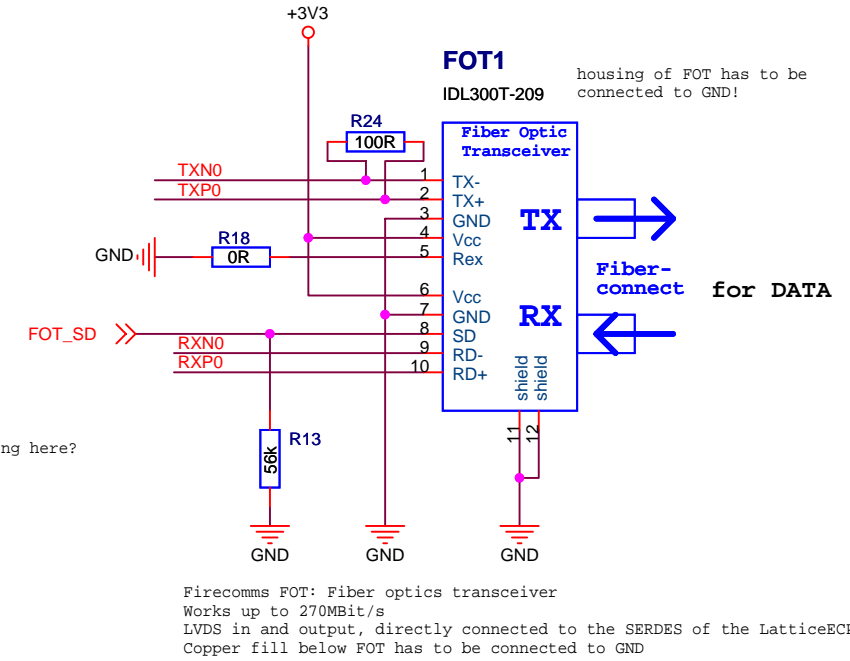 +3V3
FOT1
IDL300T-209
housing of FOT has to be
connected to GND!
R24
100R
Fiber Optic
Transceiver
TXN0
1
TX-
TXP0
2
TX+
3
GND
TX
4
Vcc
GND
R18
0R
5
Rex
Fiber-
connect
for DATA
6
Vcc
7
GND
RX
FOT_SD
8
SD
RXN0
9
RD-
RXP0
10
RD+
shield
shield
11
12
ng here?
R13
56k
GND
GND
GND
Firecomms FOT: Fiber optics transceiver
Works up to 270MBit/s
LVDS in and output, directly connected to the SERDES of the
Copper fill below FOT has to be connected to GND